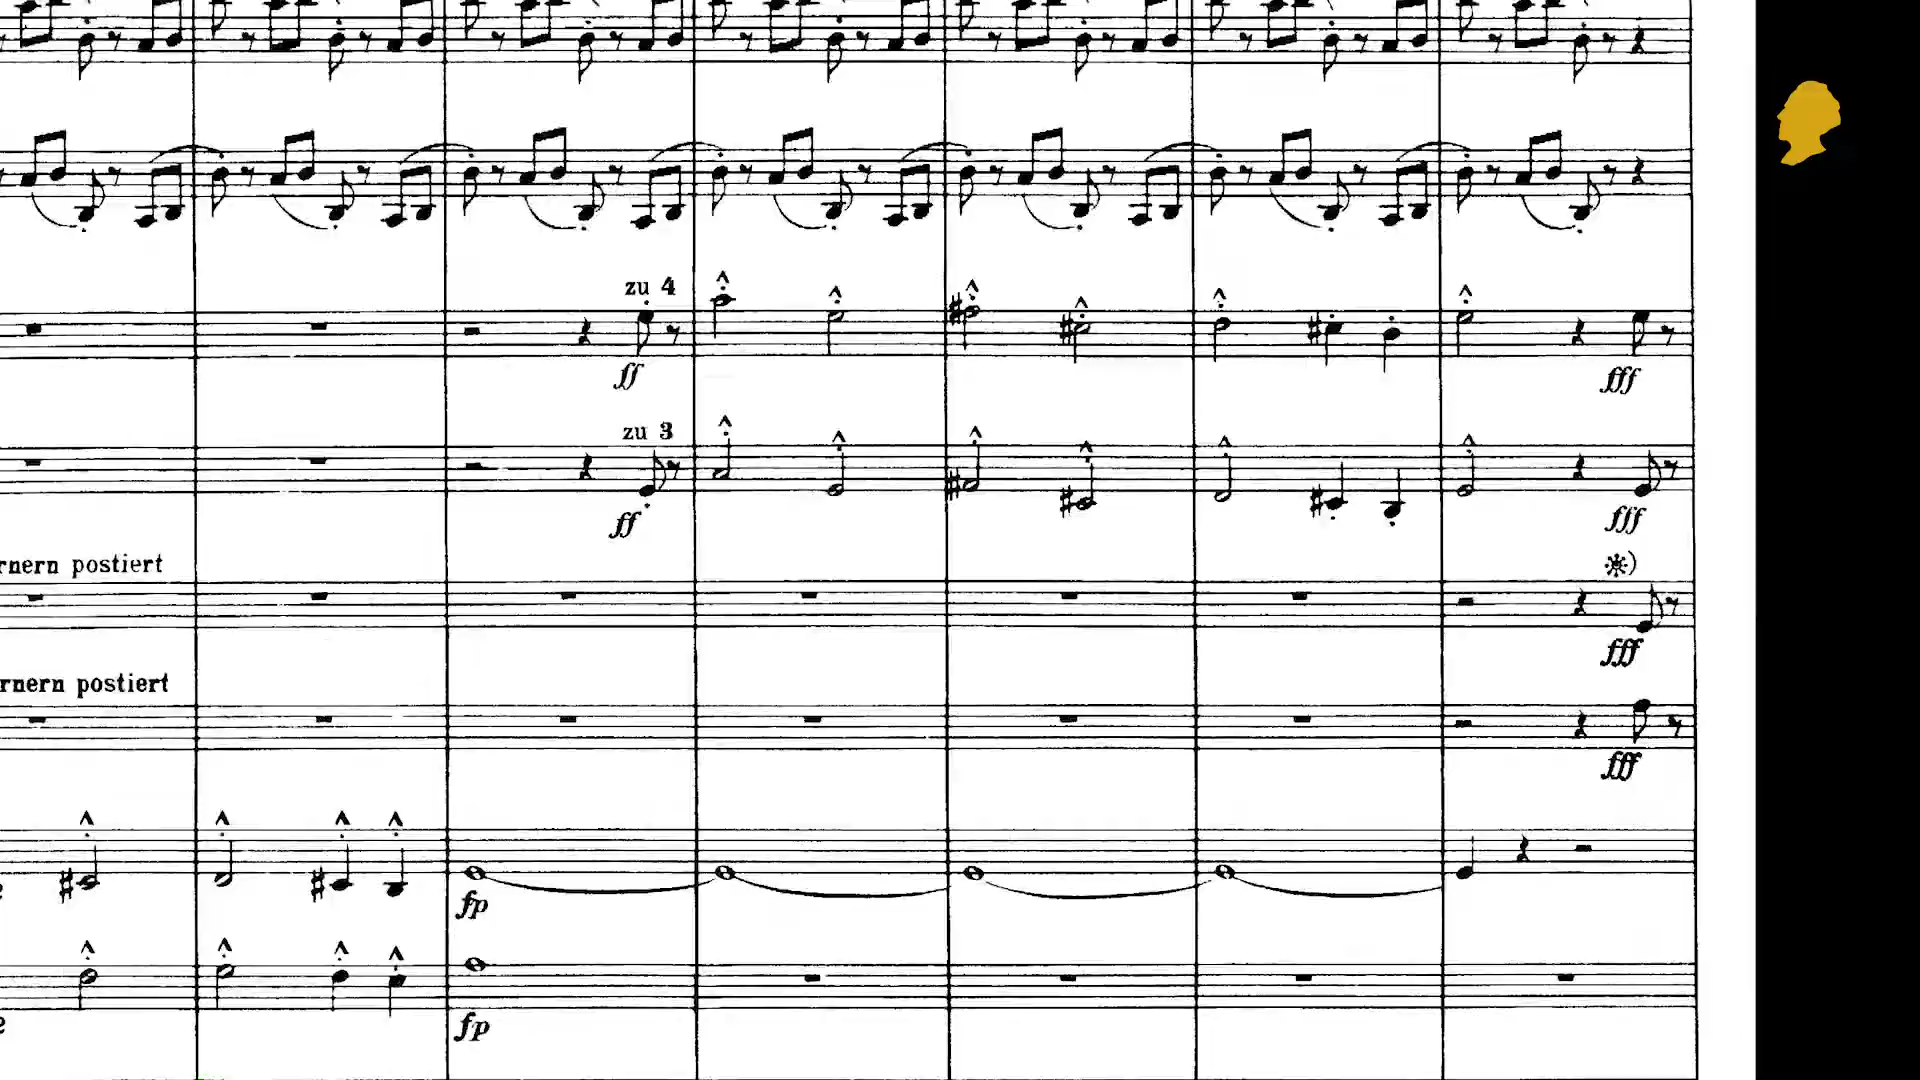 zu 4
ff
fff
zu 3
ff
fff
rnern postiert
fff
rnern postiert
fff
fp
fp